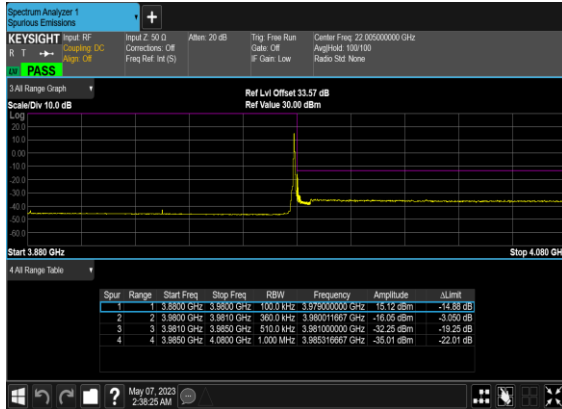 Spectrum Analyzer 1
Spurious Emissions
+
KEYSIGHT Input: RF
R T Coupling: DC
Align: Off
Input Z: 50 Ω
Corrections: Off
Freq Ref: Int (S)
Atten: 20 dB
Trig: Free Run
Gate: Off
IF Gain: Low
Center Freq: 22.005000000 GHz
Avg|Hold: 100/100
Radio Std: None
PASS
3 All Range Graph
Ref Lvl Offset 33.57 dB
Scale/Div 10.0 dB
Ref Value 30.00 dBm
Log
20.0
10.0
0.00
-10.0
-20.0
-30.0
-40.0
-50.0
-60.0
Start 3.880 GHz
Stop 4.080 GH
4 All Range Table
Spur Range Start Freq Stop Freq RBW Frequency Amplitude ΔLimit
1 1 3.8800 GHz 3.9800 GHz 100.0 kHz 3.979000000 GHz 15.12 dBm -14.88 dB
2 2 3.9800 GHz 3.9810 GHz 360.0 kHz 3.980011667 GHz -16.05 dBm -3.050 dB
3 3 3.9810 GHz 3.9850 GHz 510.0 kHz 3.981000000 GHz -32.25 dBm -19.25 dB
4 4 3.9850 GHz 4.0800 GHz 1.000 MHz 3.985316667 GHz -35.01 dBm -22.01 dB
?
May 07, 2023
2:38:25 AM